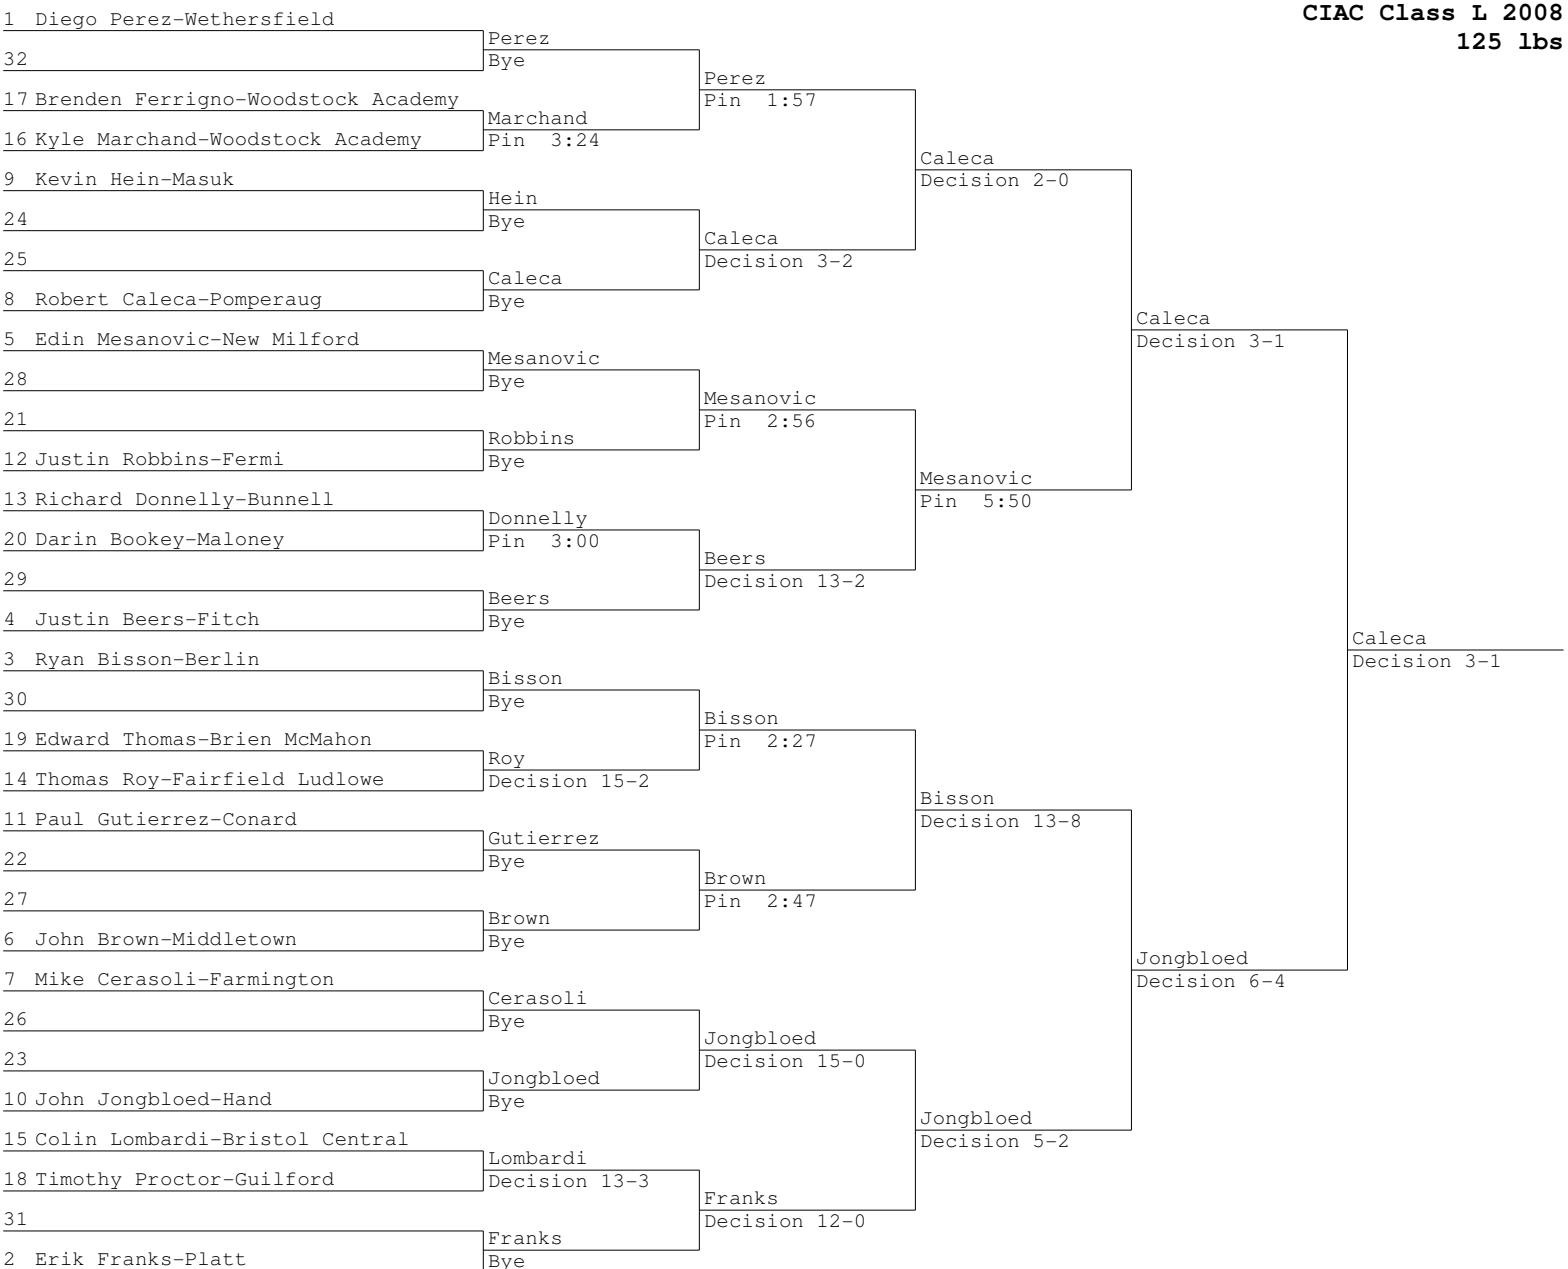 CIAC Class L 2008
125 lbs
1 Diego Perez-Wethersfield
32
17 Brenden Ferrigno-Woodstock Academy
16 Kyle Marchand-Woodstock Academy
9 Kevin Hein-Masuk
24
25
8 Robert Caleca-Pomperaug
5 Edin Mesanovic-New Milford
28
21
12 Justin Robbins-Fermi
13 Richard Donnelly-Bunnell
20 Darin Bookey-Maloney
29
4 Justin Beers-Fitch
3 Ryan Bisson-Berlin
30
19 Edward Thomas-Brien McMahon
14 Thomas Roy-Fairfield Ludlowe
11 Paul Gutierrez-Conard
22
27
6 John Brown-Middletown
7 Mike Cerasoli-Farmington
26
23
10 John Jongbloed-Hand
15 Colin Lombardi-Bristol Central
18 Timothy Proctor-Guilford
31
2 Erik Franks-Platt
Perez
Bye
Marchand
Pin 3:24
Hein
Bye
Caleca
Bye
Mesanovic
Bye
Robbins
Bye
Donnelly
Pin 3:00
Beers
Bye
Bisson
Bye
Roy
Decision 15-2
Gutierrez
Bye
Brown
Bye
Cerasoli
Bye
Jongbloed
Bye
Lombardi
Decision 13-3
Franks
Bye
Perez
Pin 1:57
Caleca
Decision 3-2
Mesanovic
Pin 2:56
Beers
Decision 13-2
Bisson
Pin 2:27
Brown
Pin 2:47
Jongbloed
Decision 15-0
Franks
Decision 12-0
Caleca
Decision 2-0
Mesanovic
Pin 5:50
Bisson
Decision 13-8
Jongbloed
Decision 5-2
Caleca
Decision 3-1
Jongbloed
Decision 6-4
Caleca
Decision 3-1